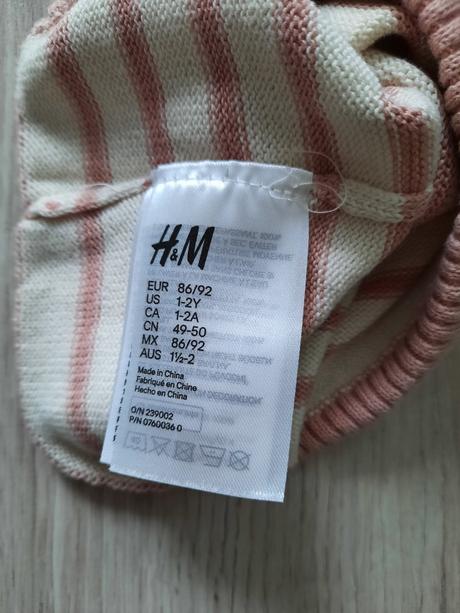 H&M
EUR 86/92
US 1-2Y
CA 1-2A
CN 49-50
MX 86/92
AUS 1½-2
Made in China
Fabriqué en Chine
Hecho en China
O/N 239002
P/N 0760036 0